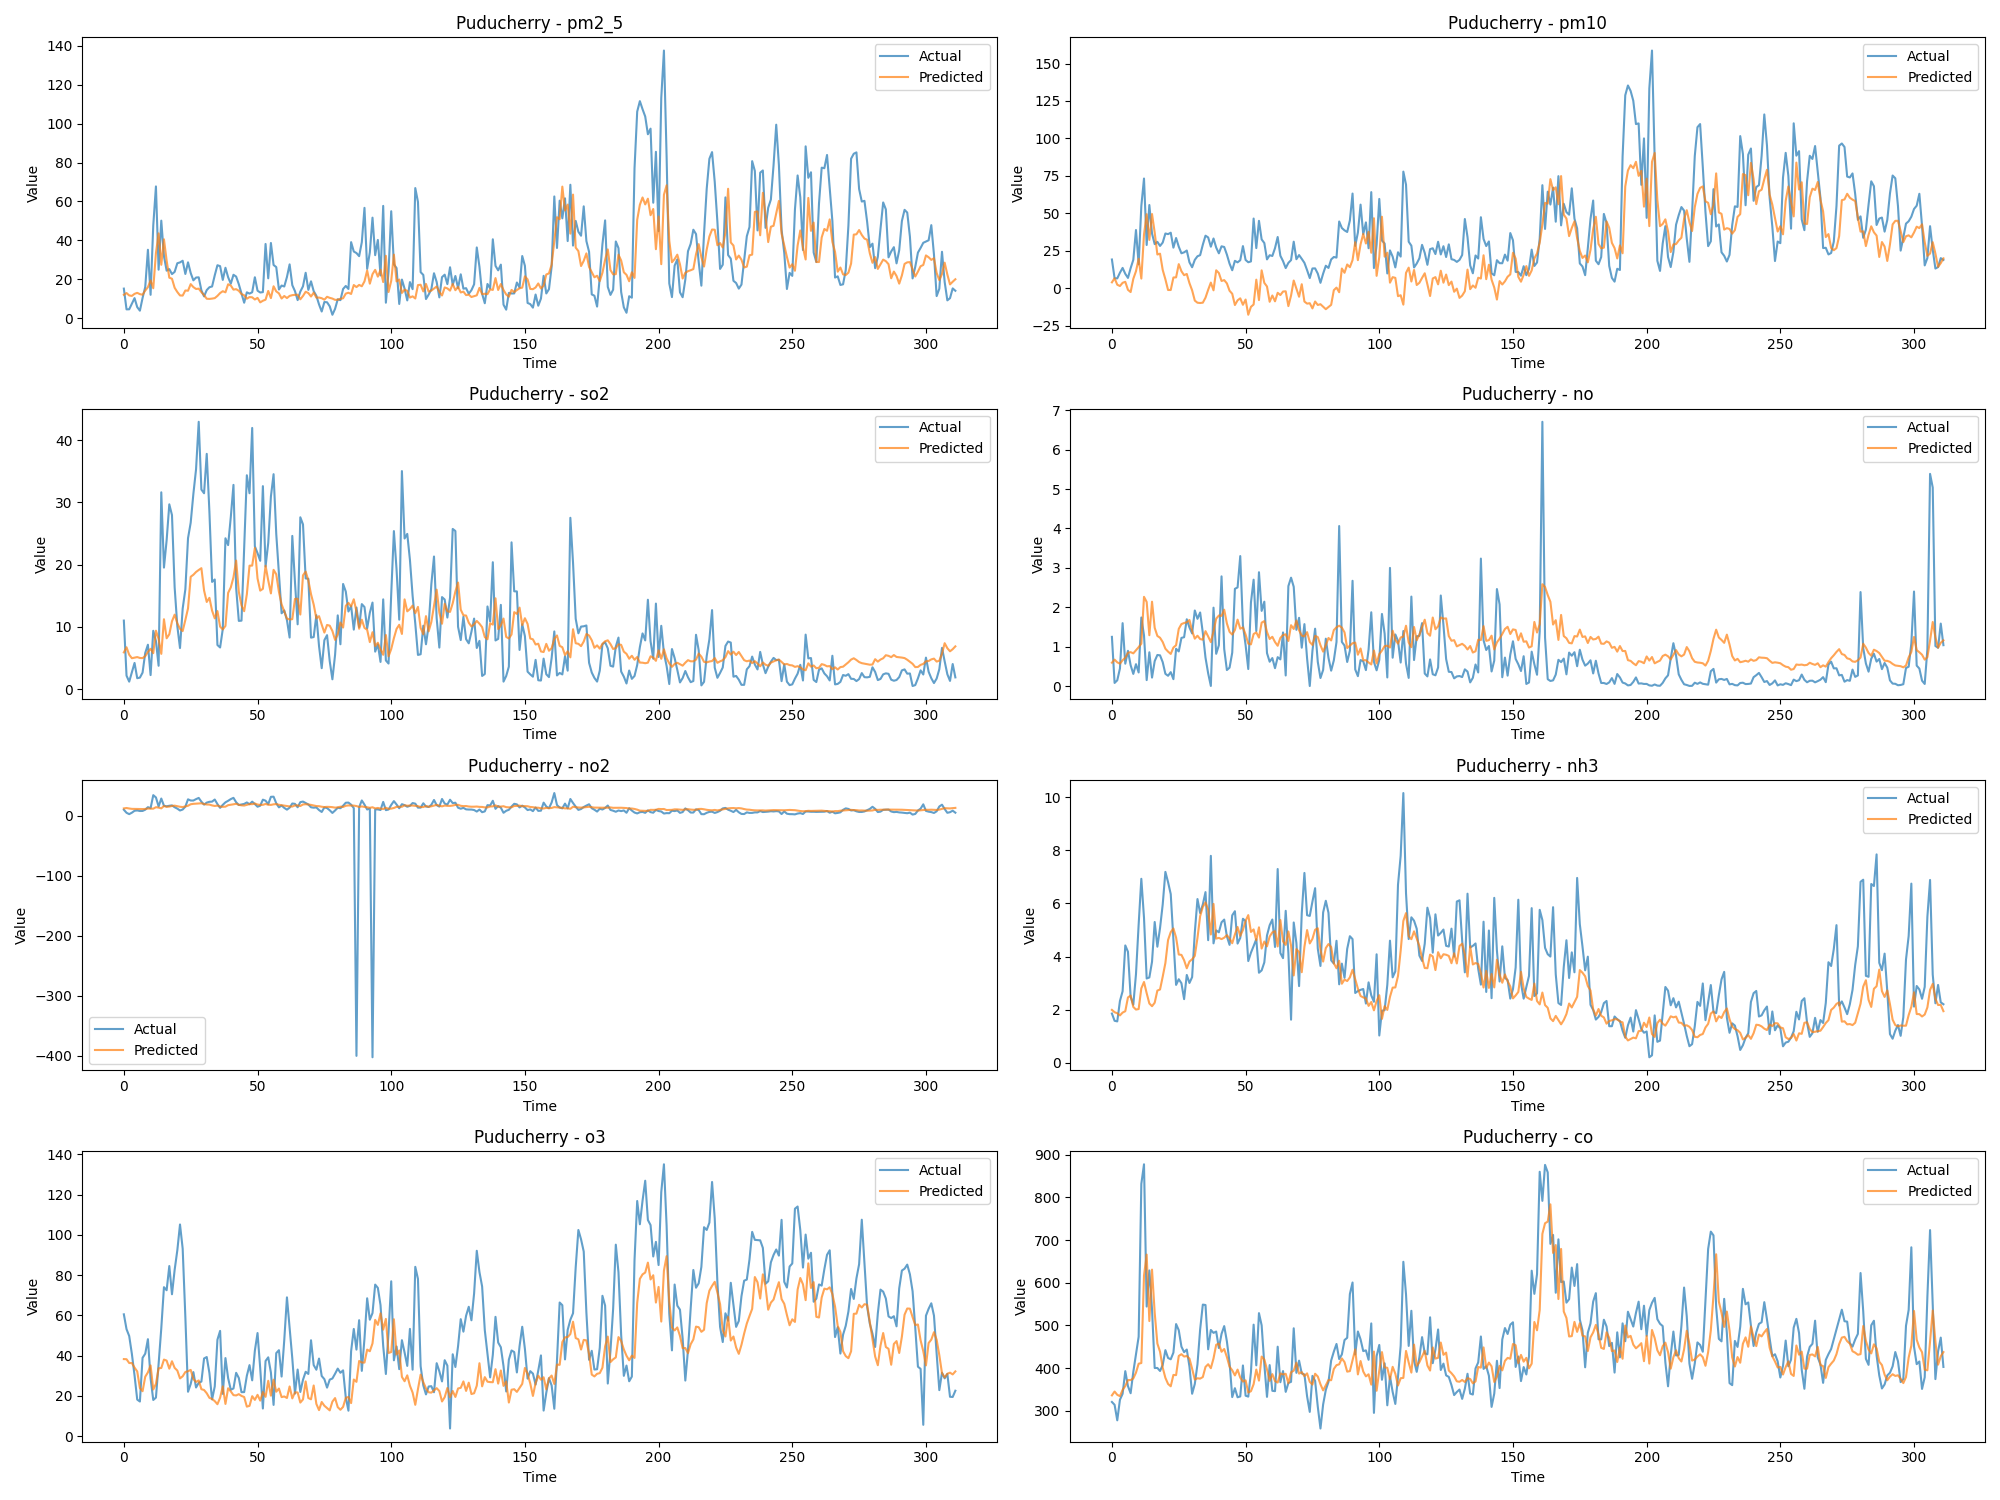 Puducherry - pm2_5
Value
140
120
100
80
60
40
20
0
Actual
Predicted
0 50 100 150 200 250 300
Time
Puducherry - pm10
Value
150
125
100
75
50
25
0
−25
Actual
Predicted
0 50 100 150 200 250 300
Time
Puducherry - so2
Value
40
30
20
10
0
Actual
Predicted
0 50 100 150 200 250 300
Time
Puducherry - no
Value
7
6
5
4
3
2
1
0
Actual
Predicted
0 50 100 150 200 250 300
Time
Puducherry - no2
Value
0
−100
−200
−300
−400
Actual
Predicted
0 50 100 150 200 250 300
Time
Puducherry - nh3
Value
10
8
6
4
2
0
Actual
Predicted
0 50 100 150 200 250 300
Time
Puducherry - o3
Value
140
120
100
80
60
40
20
0
Actual
Predicted
0 50 100 150 200 250 300
Time
Puducherry - co
Value
900
800
700
600
500
400
300
Actual
Predicted
0 50 100 150 200 250 300
Time